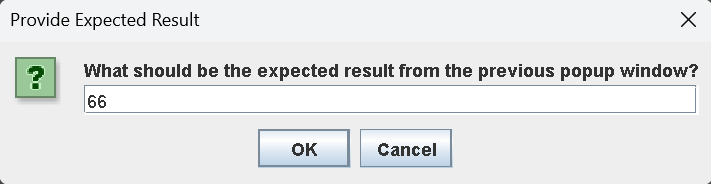 Provide Expected Result
What should be the expected result from the previous popup window?
66
OK
Cancel